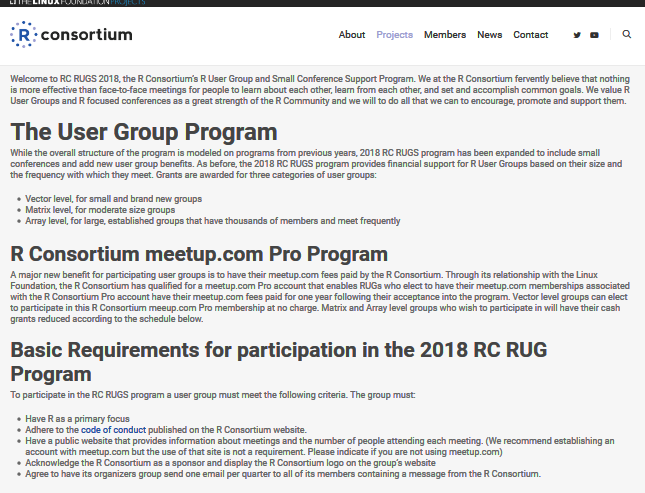 THE LINUX FOUNDATION PROJECTS
R consortium
About Projects Members News Contact
Welcome to RC RUGS 2018, the R Consortium's R User Group and Small Conference Support Program. We at the R Consortium fervently believe that nothing
is more effective than face-to-face meetings for people to learn about each other, learn from each other, and set and accomplish common goals. We value R
User Groups and R focused conferences as a great strength of the R Community and we will to do all that we can to encourage, promote and support them.
The User Group Program
While the overall structure of the program is modeled on programs from previous years, 2018 RC RUGS program has been expanded to include small
conferences and add new user group benefits. As before, the 2018 RC RUGS program provides financial support for R User Groups based on their size and
the frequency with which they meet. Grants are awarded for three categories of user groups:
• Vector level, for small and brand new groups
• Matrix level, for moderate size groups
• Array level, for large, established groups that have thousands of members and meet frequently
R Consortium meetup.com Pro Program
A major new benefit for participating user groups is to have their meetup.com fees paid by the R Consortium. Through its relationship with the Linux
Foundation, the R Consortium has qualified for a meetup.com Pro account that enables RUGs who elect to have their meetup.com memberships associated
with the R Consortium Pro account have their meetup.com fees paid for one year following their acceptance into the program. Vector level groups can elect
to participate in this R Consortium meeup.com Pro membership at no charge. Matrix and Array level groups who wish to participate in will have their cash
grants reduced according to the schedule below.
Basic Requirements for participation in the 2018 RC RUG
Program
To participate in the RC RUGS program a user group must meet the following criteria. The group must:
• Have R as a primary focus
• Adhere to the code of conduct published on the R Consortium website.
• Have a public website that provides information about meetings and the number of people attending each meeting. (We recommend establishing an
account with meetup.com but the use of that site is not a requirement. Please indicate if you are not using meetup.com)
• Acknowledge the R Consortium as a sponsor and display the R Consortium logo on the group's website
• Agree to have its organizers group send one email per quarter to all of its members containing a message from the R Consortium.